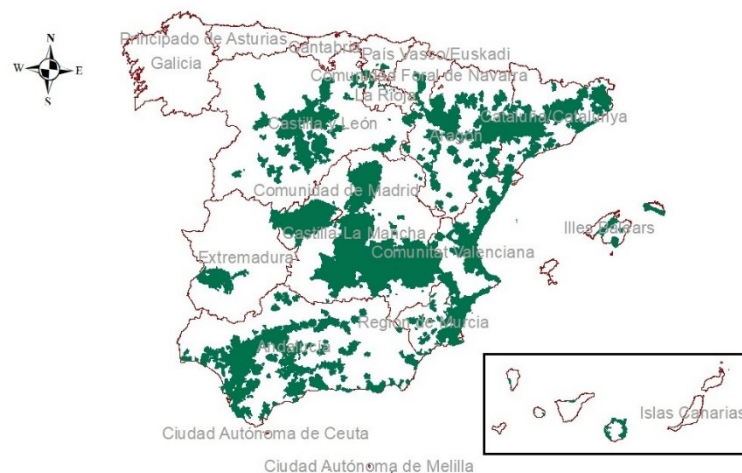 N
W
E
S
Principado de Asturias
Cantabria
País Vasco/Euskadi
Galicia
Comunidad Foral de Navarra
La Rioja
Cataluña/Catalunya
Castilla y León
Aragón
Comunidad de Madrid
Illes Balears
Castilla-La Mancha
Extremadura
Comunitat Valenciana
Región de Murcia
Andalucía
Islas Canarias
Ciudad Autónoma de Ceuta
Ciudad Autónoma de Melilla